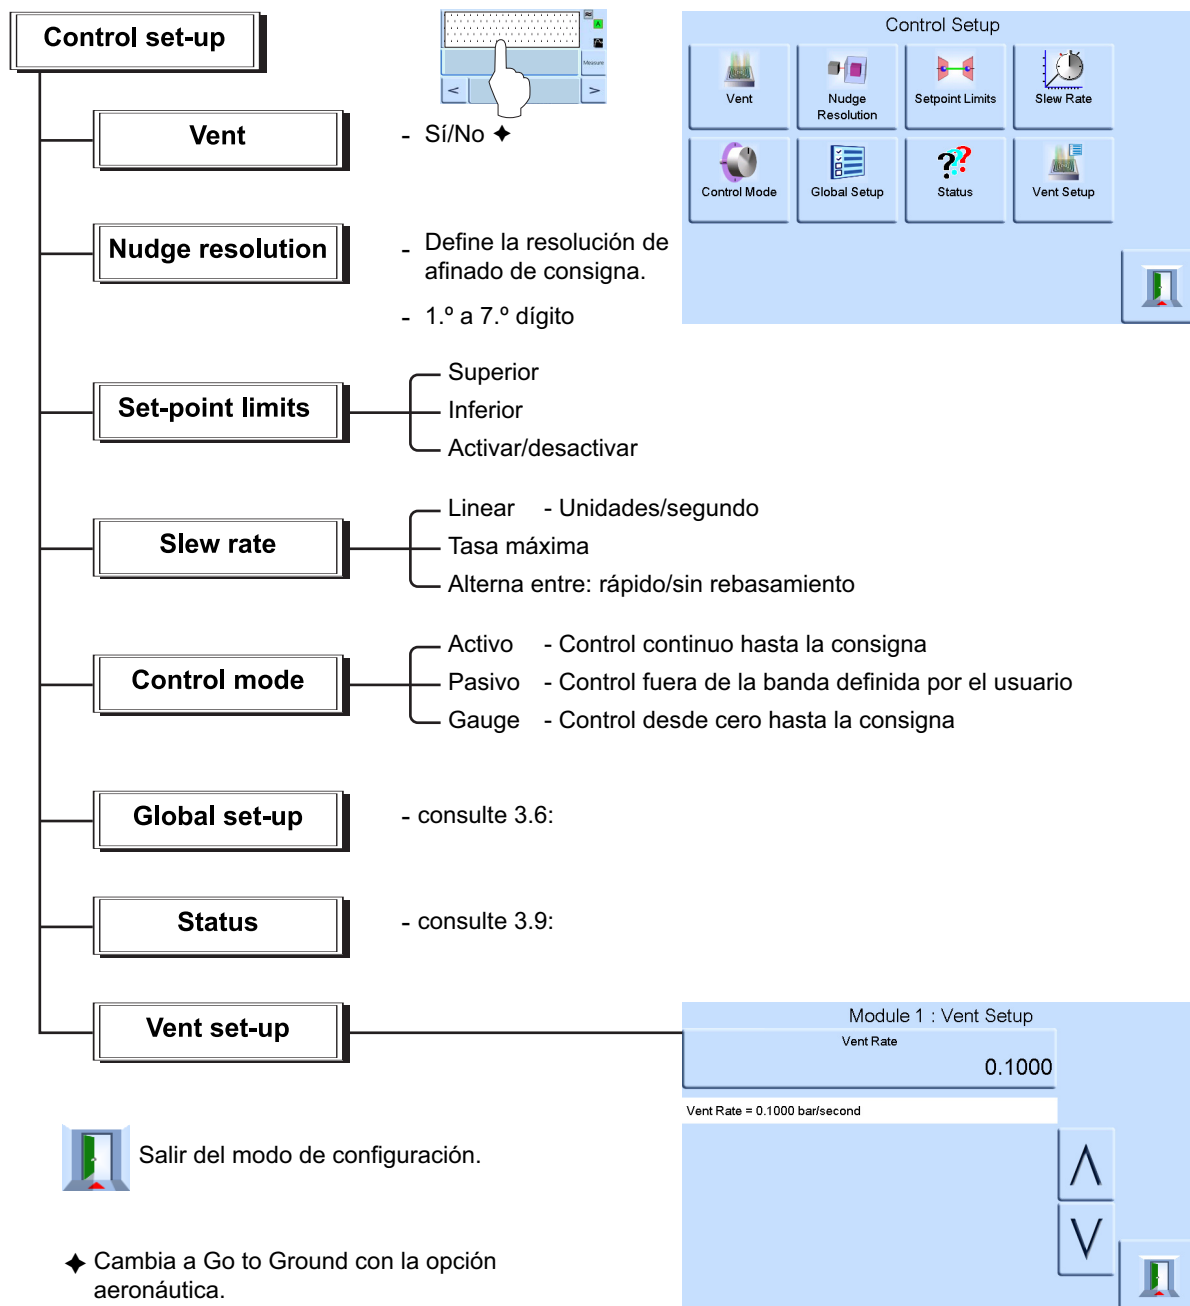 Control set-up
Measure
<
>
Control Setup
Vent
Nudge
Resolution
Setpoint Limits
Slew Rate
Control Mode
Global Setup
Status
Vent Setup
Vent
- Sí/No ✦
Nudge resolution
- Define la resolución de
afinado de consigna.
- 1.º a 7.º dígito
Set-point limits
Superior
Inferior
Activar/desactivar
Slew rate
Linear - Unidades/segundo
Tasa máxima
Alterna entre: rápido/sin rebasamiento
Control mode
Activo - Control continuo hasta la consigna
Pasivo - Control fuera de la banda definida por el usuario
Gauge - Control desde cero hasta la consigna
Global set-up
- consulte 3.6:
Status
- consulte 3.9:
Vent set-up
Module 1 : Vent Setup
Vent Rate
0.1000
Vent Rate = 0.1000 bar/second
Salir del modo de configuración.
✦ Cambia a Go to Ground con la opción
aeronáutica.